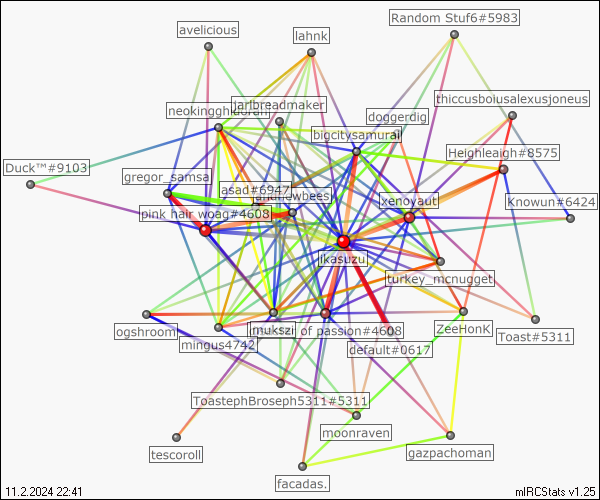 Random Stuf6#5983
avelicious
lahnk
thiccusboiusalexusjoneus
jarlbreadmaker
neokingghidorah
doggerdig
bigcitysamurai
Heighleaigh#8575
Duck™#9103
gregor_samsa
asad#6947
xenoyaut
Knowun#6424
pink hair woag#4608
ikasuzu
turkey_mcnugget
ogshroom
mukszi
of passion#4608
ZeeHonK
Toast#5311
mingus4742
default#0617
ToastephBroseph5311#5311
moonraven
tescoroll
gazpachoman
facadas.
11.2.2024 22:41
mIRCStats v1.25